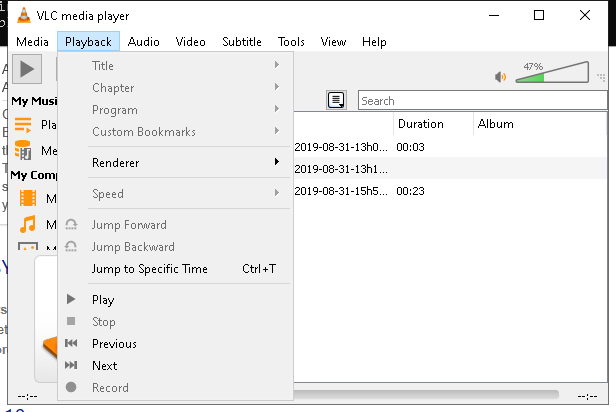 VLC media player
Media Playback Audio Video Subtitle Tools View Help
47%
Title
Chapter
Program
Custom Bookmarks
Renderer
Speed
Jump Forward
Jump Backward
Jump to Specific Time Ctrl+T
Play
Stop
Previous
Next
Record
Search
My Musi
Pla
Me
My Comp
M
M
Duration Album
2019-08-31-13h0... 00:03
2019-08-31-13h1...
2019-08-31-15h5... 00:23
--:-- --:--